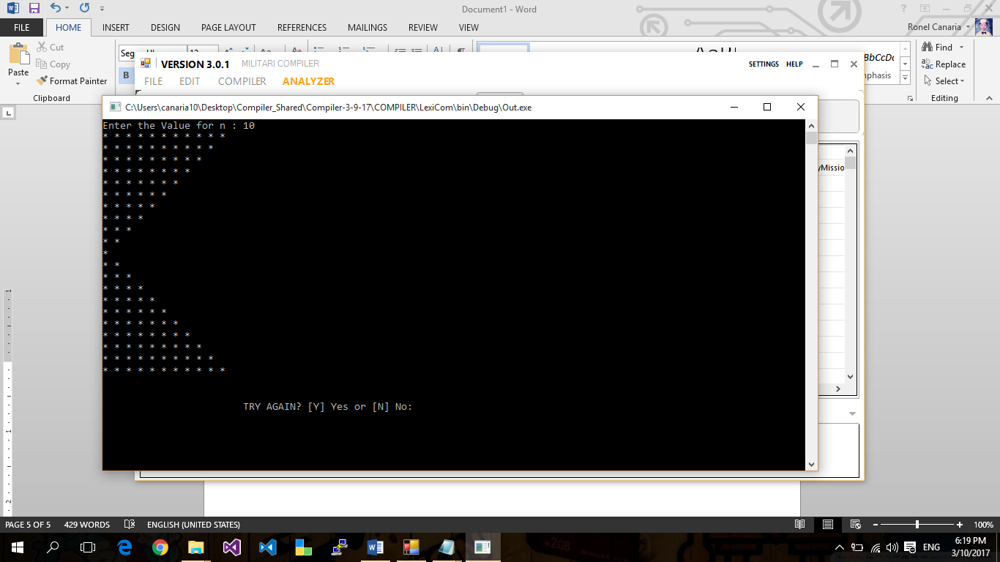 Document1 - Word
FILE HOME INSERT DESIGN PAGE LAYOUT REFERENCES MAILINGS REVIEW VIEW
Ronel Canaria
Paste
Cut
Copy
Format Painter
Clipboard
B
Find
Replace
Select
Editing
VERSION 3.0.1 MILITARI COMPILER
SETTINGS HELP
FILE EDIT COMPILER ANALYZER
C:\Users\canaria10\Desktop\Compiler_Shared\Compiler-3-9-17\COMPILER\LexiCom\bin\Debug\Out.exe
Enter the Value for n : 10
* * * * * * * * * * *
* * * * * * * * * *
* * * * * * * * *
* * * * * * * *
* * * * * * *
* * * * * *
* * * * *
* * * *
* * *
* *
*
* *
* * *
* * * *
* * * * *
* * * * * *
* * * * * * *
* * * * * * * *
* * * * * * * * *
* * * * * * * * * *
* * * * * * * * * * *
TRY AGAIN? [Y] Yes or [N] No:
PAGE 5 OF 5 429 WORDS ENGLISH (UNITED STATES)
100%
ENG
6:19 PM
3/10/2017